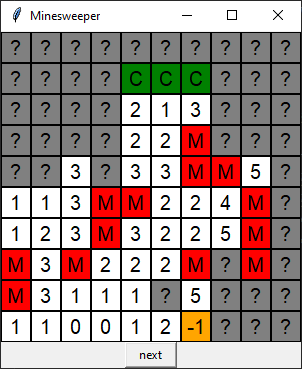 Minesweeper
? ? ? ? ? ? ? ? ? ?
? ? ? ? C C C ? ? ?
? ? ? ? 2 1 3 ? ? ?
? ? ? ? 2 2 M ? ? ?
? ? 3 ? 3 3 M M 5 ?
1 1 3 M M 2 2 4 M ?
1 2 3 M 3 2 2 5 M ?
M 3 M 2 2 2 M ? M ?
M 3 1 1 1 ? 5 ? ? ?
1 1 0 0 1 2 -1 ? ? ?
next